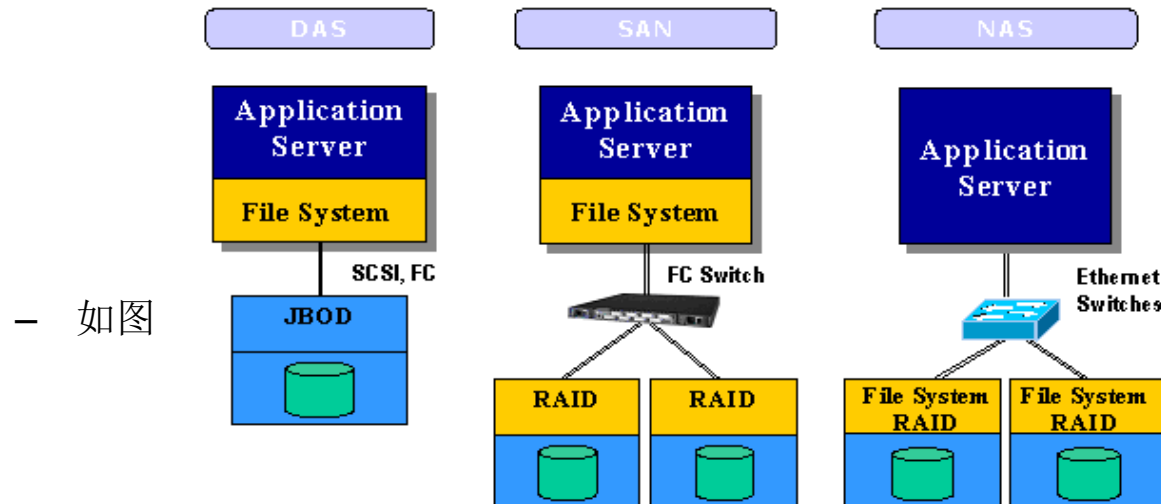 DAS
SAN
NAS
Application
Server
File System
SCSI, FC
JBOD
Application
Server
File System
FC Switch
RAID
RAID
Application
Server
Ethernet
Switches
File System
RAID
File System
RAID
– 如图